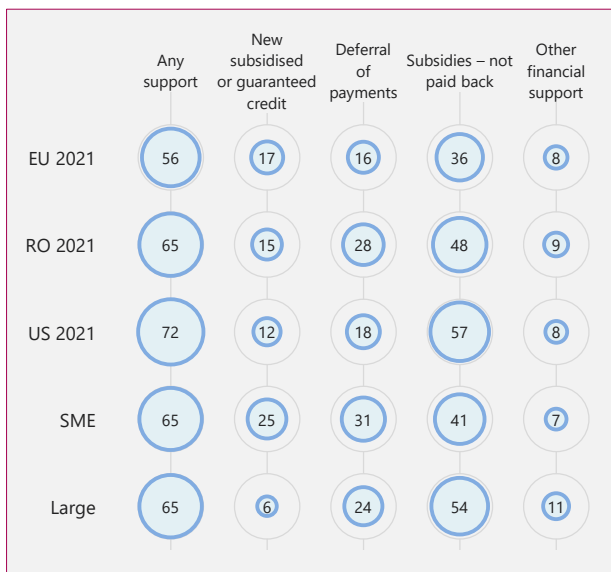 Any
support
New
subsidised
or guaranteed
credit
Deferral
of
payments
Subsidies – not
paid back
Other
financial
support
EU 2021 56 17 16 36 8
RO 2021 65 15 28 48 9
US 2021 72 12 18 57 8
SME 65 25 31 41 7
Large 65 6 24 54 11